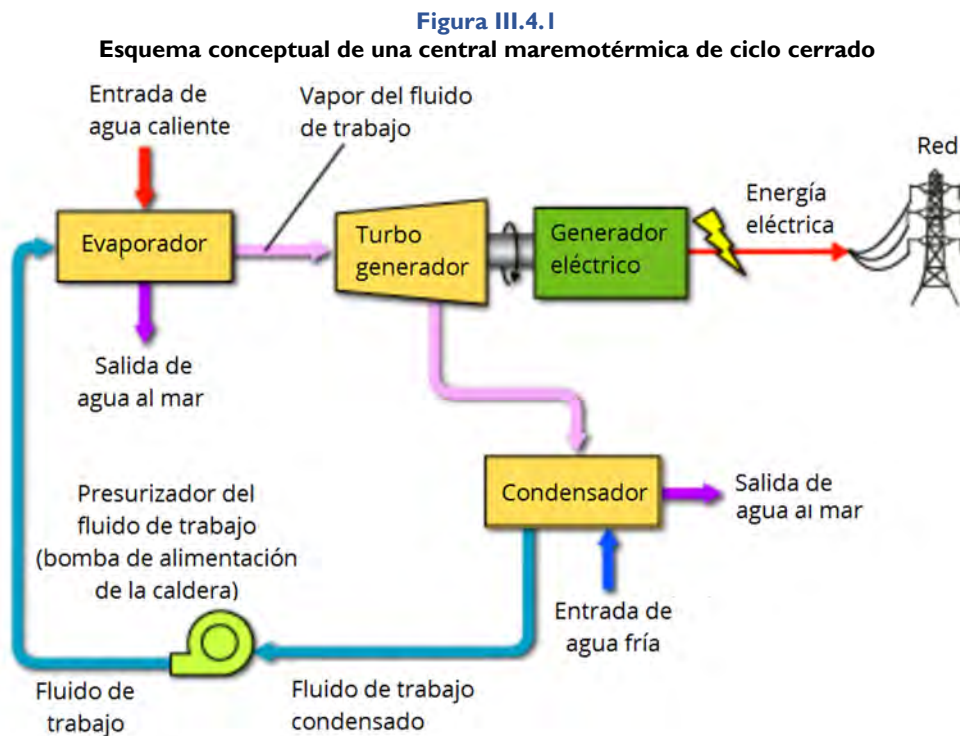 Figura III.4.1
Esquema conceptual de una central maremotérmica de ciclo cerrado
Entrada de
agua caliente
Vapor del fluido
de trabajo
Red
Energía
eléctrica
Evaporador
Turbo
generador
Generador
eléctrico
Salida de
agua al mar
Condensador
Salida de
agua al mar
Presurizador del
fluido de trabajo
(bomba de alimentación
de la caldera)
Entrada de
agua fría
Fluido de
trabajo
Fluido de trabajo
condensado